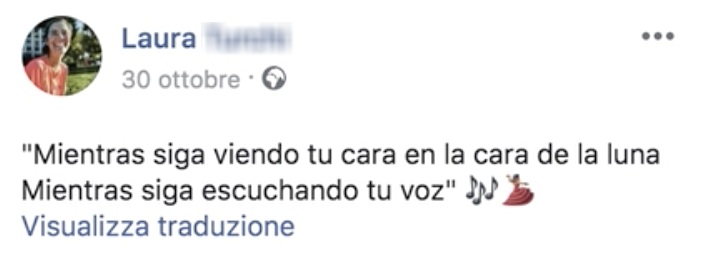 Laura
30 ottobre ·
"Mientras siga viendo tu cara en la cara de la luna
Mientras siga escuchando tu voz" 🎶💃
Visualizza traduzione